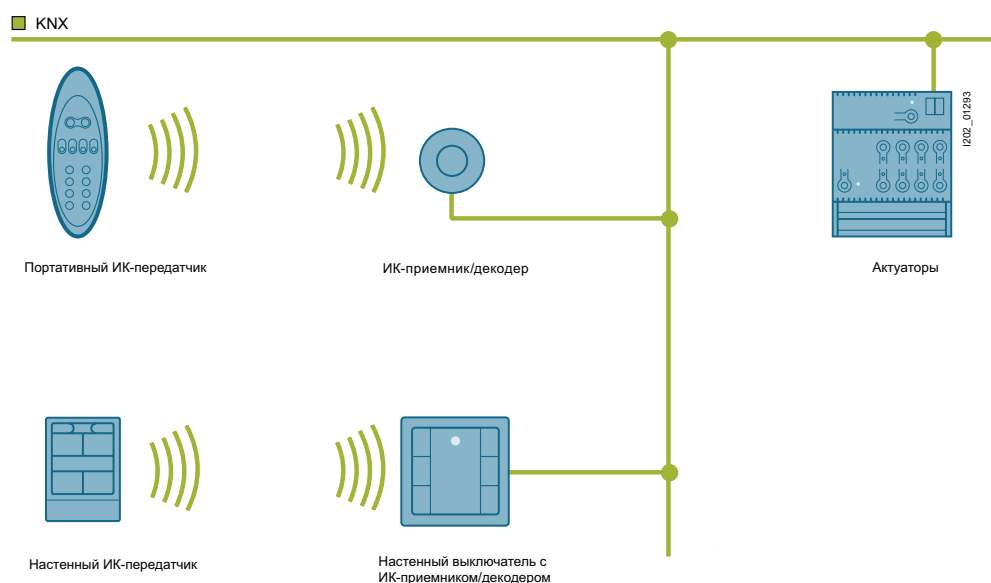 KNX
I202_01293
Портативный ИК-передатчик
ИК-приемник/декодер
Актуаторы
Настенный ИК-передатчик
Настенный выключатель с
ИК-приемником/декодером